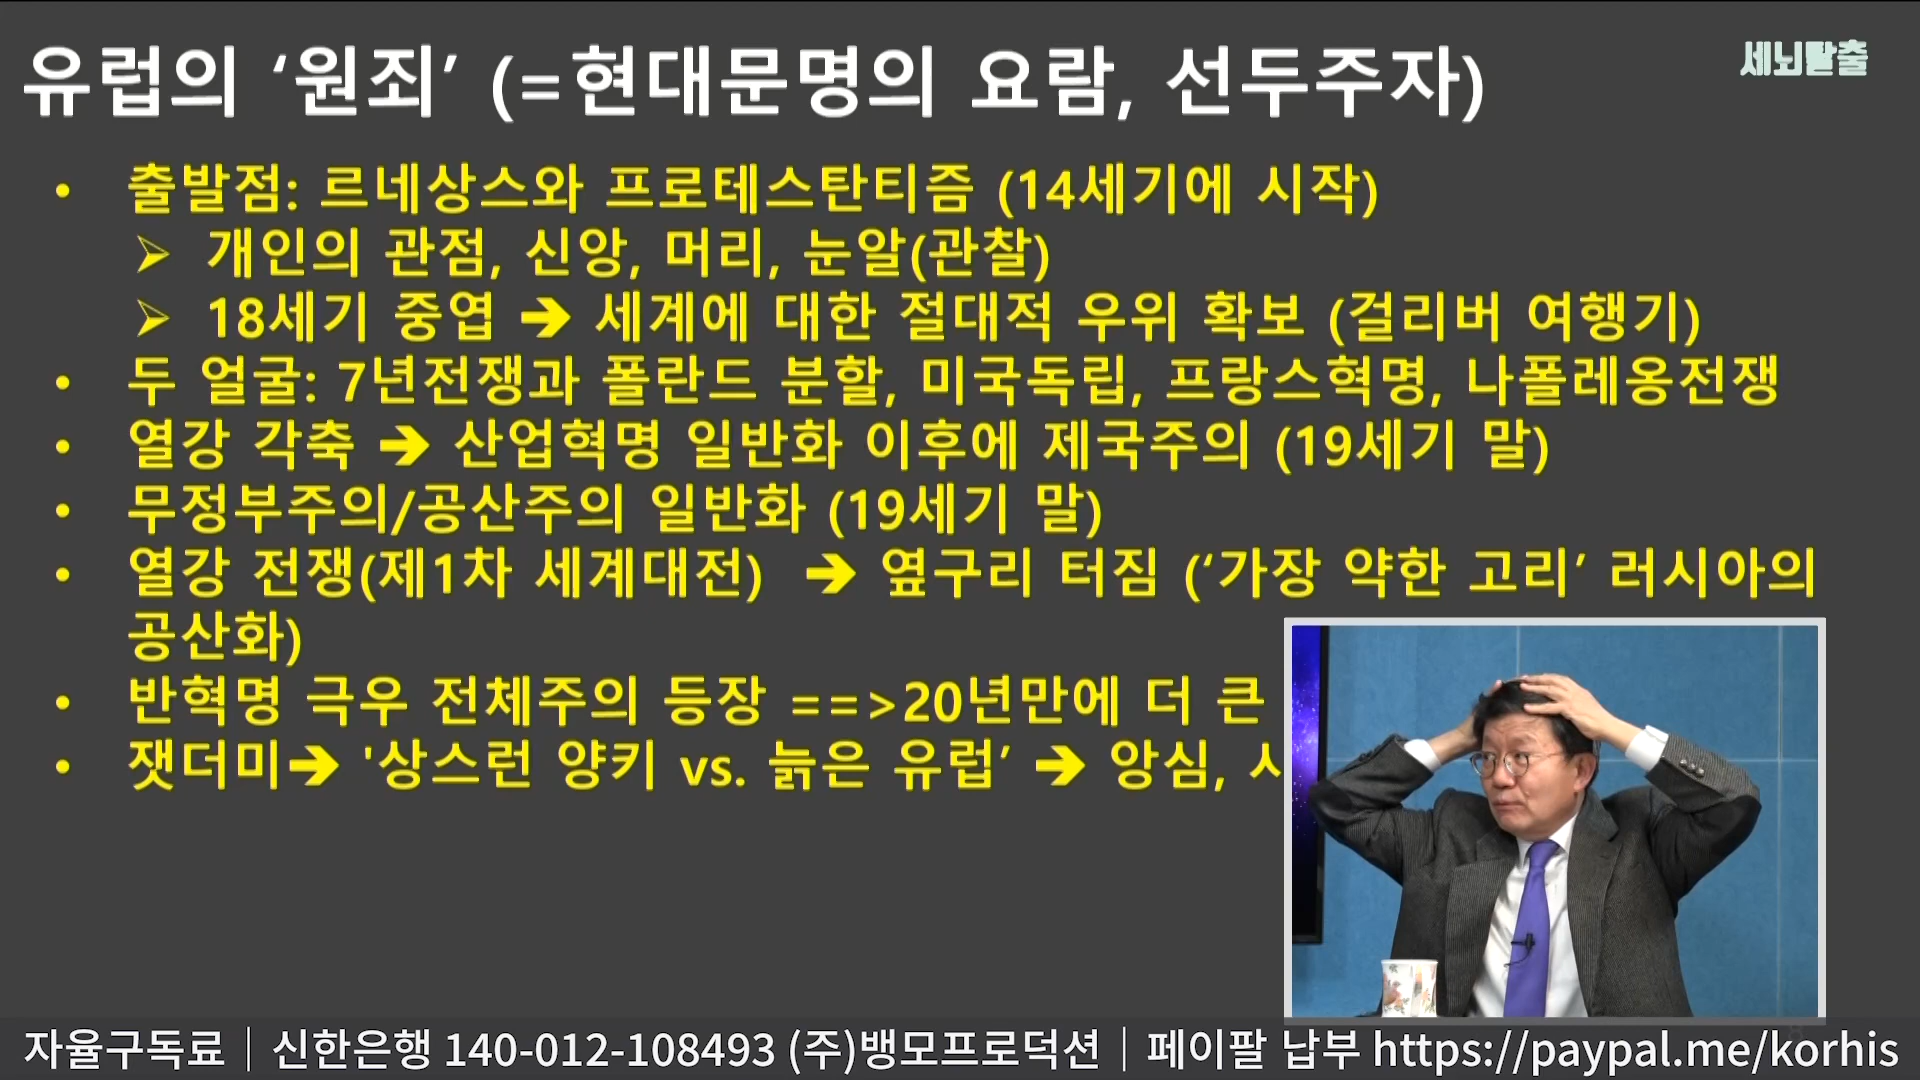 유럽의 ‘원죄’ (=현대문명의 요람, 선두주자)
세뇌탈출
• 출발점: 르네상스와 프로테스탄티즘 (14세기에 시작)
➢ 개인의 관점, 신앙, 머리, 눈알(관찰)
➢ 18세기 중엽 ➔ 세계에 대한 절대적 우위 확보 (걸리버 여행기)
• 두 얼굴: 7년전쟁과 폴란드 분할, 미국독립, 프랑스혁명, 나폴레옹전쟁
• 열강 각축 ➔ 산업혁명 일반화 이후에 제국주의 (19세기 말)
• 무정부주의/공산주의 일반화 (19세기 말)
• 열강 전쟁(제1차 세계대전) ➔ 옆구리 터짐 (‘가장 약한 고리’ 러시아의
공산화)
• 반혁명 극우 전체주의 등장 ==>20년만에 더 큰
• 잿더미➔ '상스런 양키 vs. 늙은 유럽’ ➔ 앙심,
자율구독료｜신한은행 140-012-108493 (주)뱅모프로덕션｜페이팔 납부 https://paypal.me/korhis